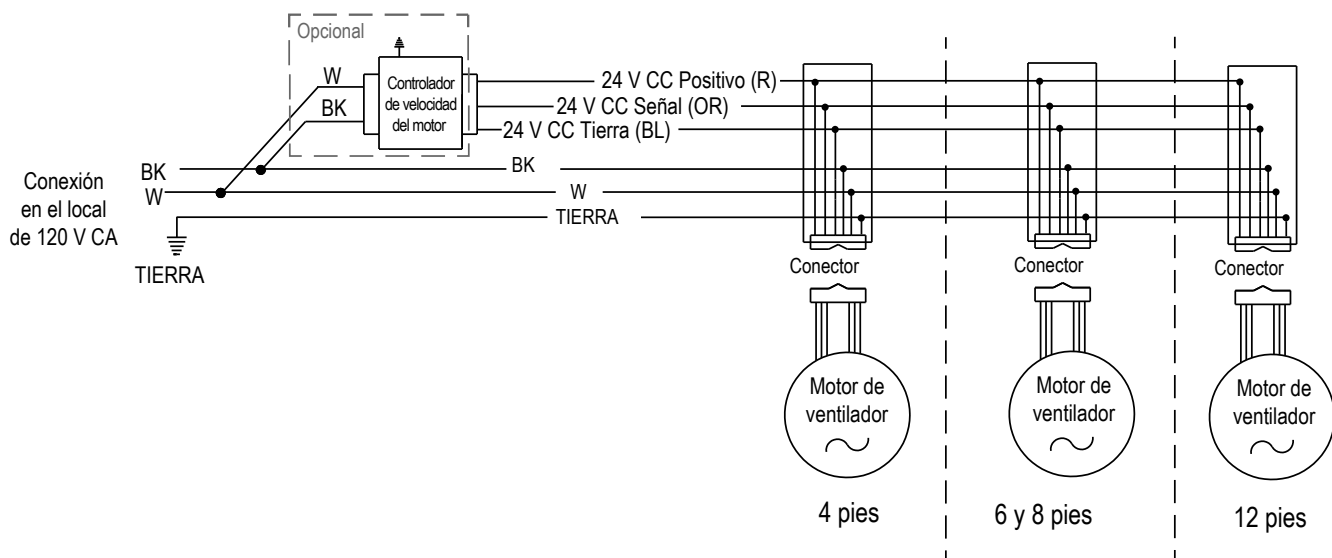 Opcional
W
BK
Controlador
de velocidad
del motor
24 V CC Positivo (R)
24 V CC Señal (OR)
24 V CC Tierra (BL)
Conexión
en el local
de 120 V CA
BK
W
BK
W
TIERRA
TIERRA
Conector
Conector
Conector
Motor de
ventilador
Motor de
ventilador
Motor de
ventilador
4 pies
6 y 8 pies
12 pies